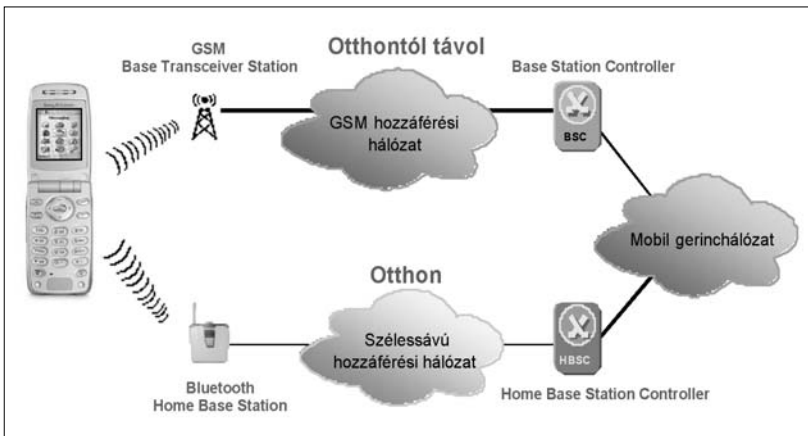 GSM
Base Transceiver Station
Otthontól távol
Base Station Controller
GSM hozzáférési
hálózat
BSC
Mobil gerinchálózat
Otthon
Szélessávú
hozzáférési hálózat
HBSC
Bluetooth
Home Base Station
Home Base Station Controller